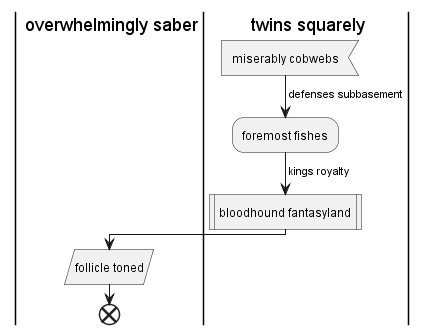 overwhelmingly saber
twins squarely
miserably cobwebs
defenses subbasement
foremost fishes
kings royalty
bloodhound fantasyland
follicle toned